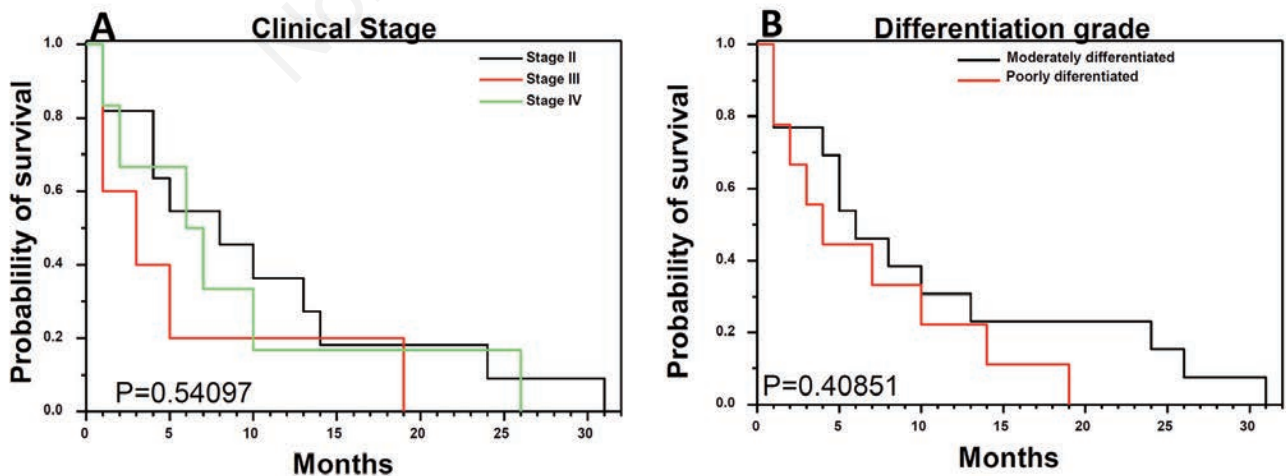 A
Clinical Stage
Probablility of survival
1.0
0.8
0.6
0.4
0.2
0.0
Stage II
Stage III
Stage IV
P=0.54097
0
5
10
15
20
25
30
Months
B
Differentiation grade
Probability of survival
1.0
0.8
0.6
0.4
0.2
0.0
Moderately differentiated
Poorly diferentiated
P=0.40851
0
5
10
15
20
25
30
Months
No